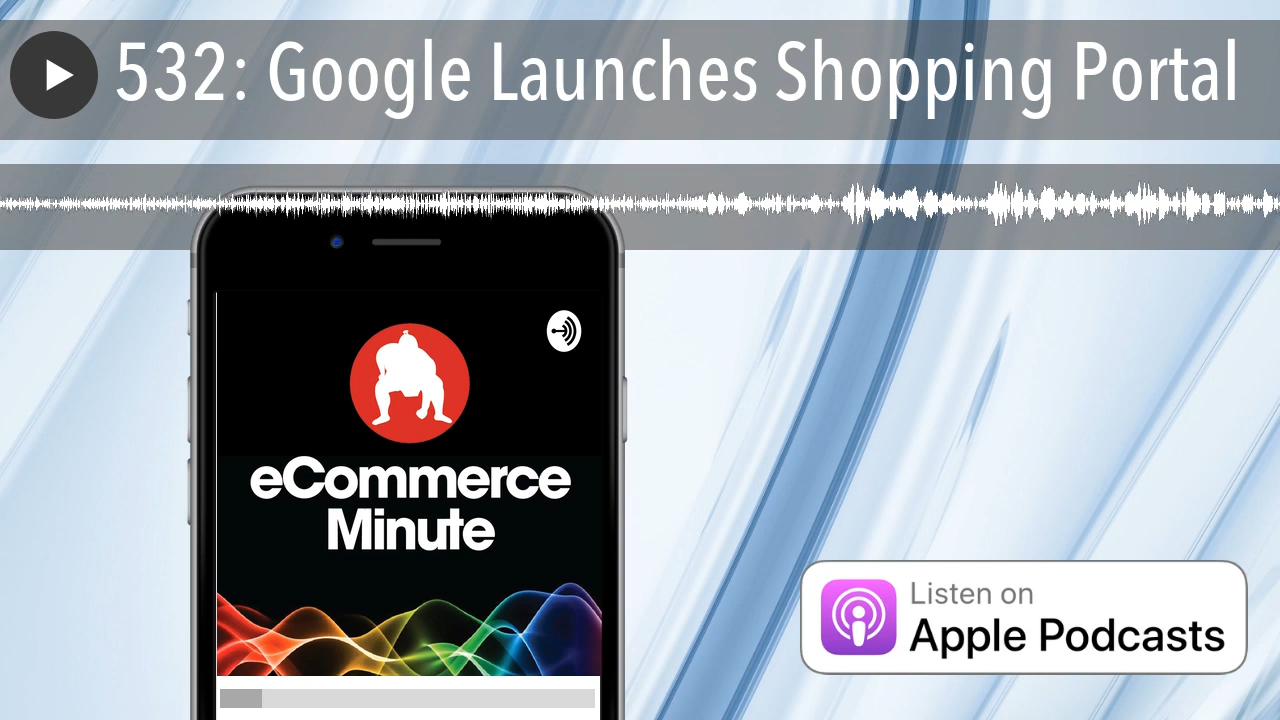 532: Google Launches Shopping Portal
eCommerce
Minute
Listen on
Apple Podcasts